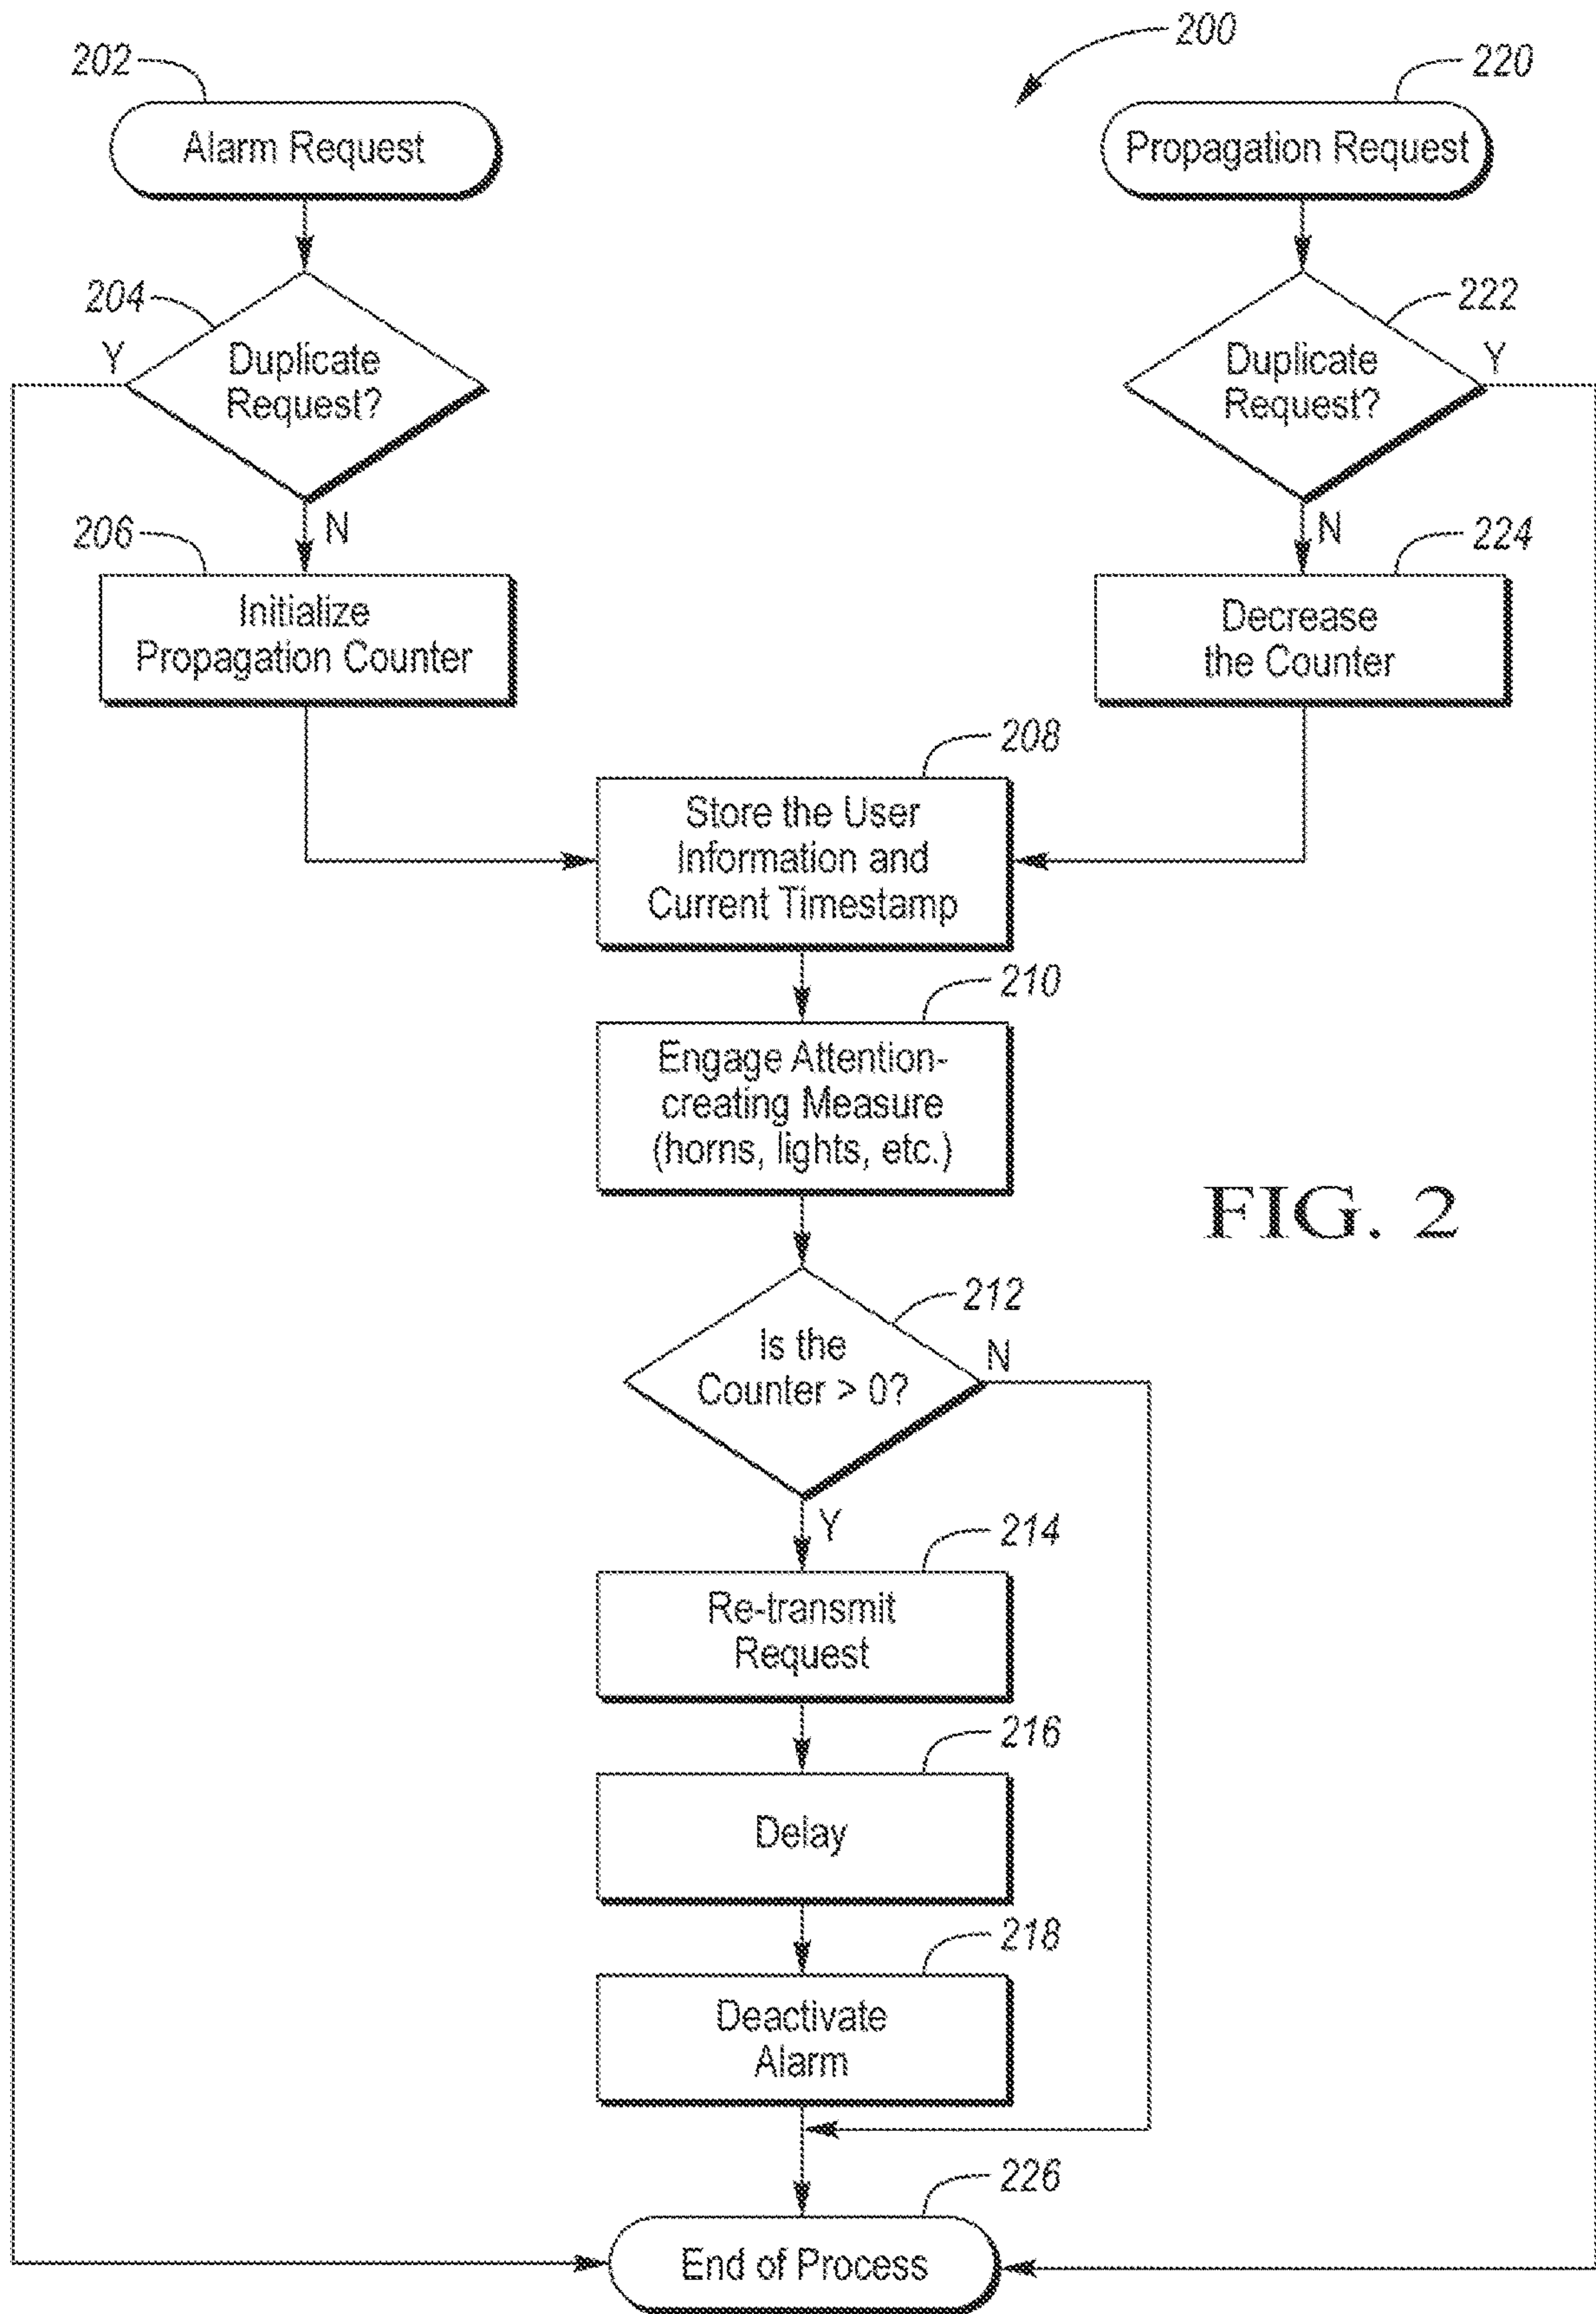 200
202
220
Alarm Request
Propagation Request
204
222
Y
Duplicate
Request?
Duplicate
Request?
Y
N
N
206
224
Initialize
Propagation Counter
Decrease
the Counter
208
Store the User
Information and
Current Timestamp
210
Engage Attention-
creating Measure
(horns, lights, etc.)
FIG. 2
212
Is the
Counter > 0?
N
Y
214
Re-transmit
Request
216
Delay
218
Deactivate
Alarm
226
End of Process